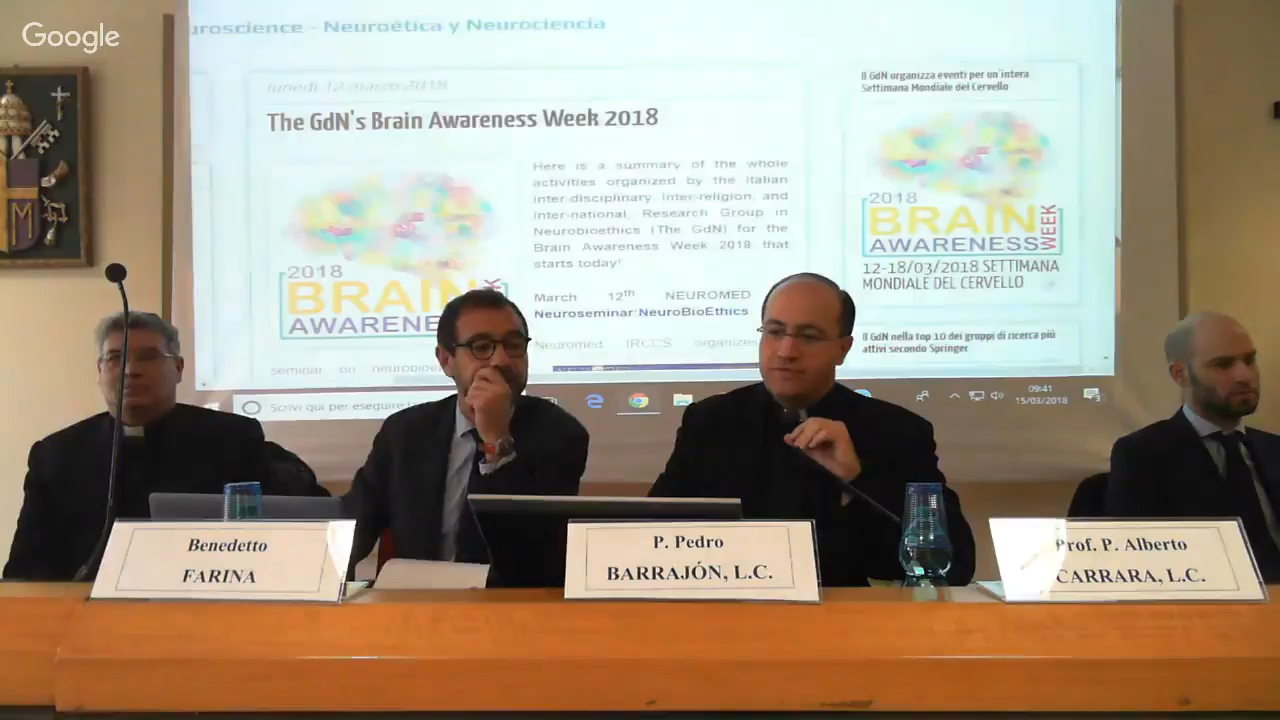 Google
uroscience - Neuroética y Neurociencia
lunedì 12 marzo 2018
The GdN's Brain Awareness Week 2018
Here is a summary of the whole
activities organized by the Italian
inter-disciplinary, inter-religion, and
inter-national, Research Group in
Neurobioethics (The GdN) for the
Brain Awareness Week 2018 that
starts today!
March 12th NEUROMED
Neuroseminar:NeuroBioEthics
Neuromed IRCCS organize
seminar on neurobioe
2018
BRAIN
AWARENE
Il GdN organizza eventi per un'intera
Settimana Mondiale del Cervello
2018
BRAIN
AWARENESS
WEEK
12-18/03/2018 SETTIMANA
MONDIALE DEL CERVELLO
Il GdN nella top 10 dei gruppi di ricerca più
attivi secondo Springer
Scrivi qui per eseguire la
09:41
15/03/2018
M
Benedetto
FARINA
P. Pedro
BARRAJÓN, L.C.
Prof. P. Alberto
CARRARA, L.C.